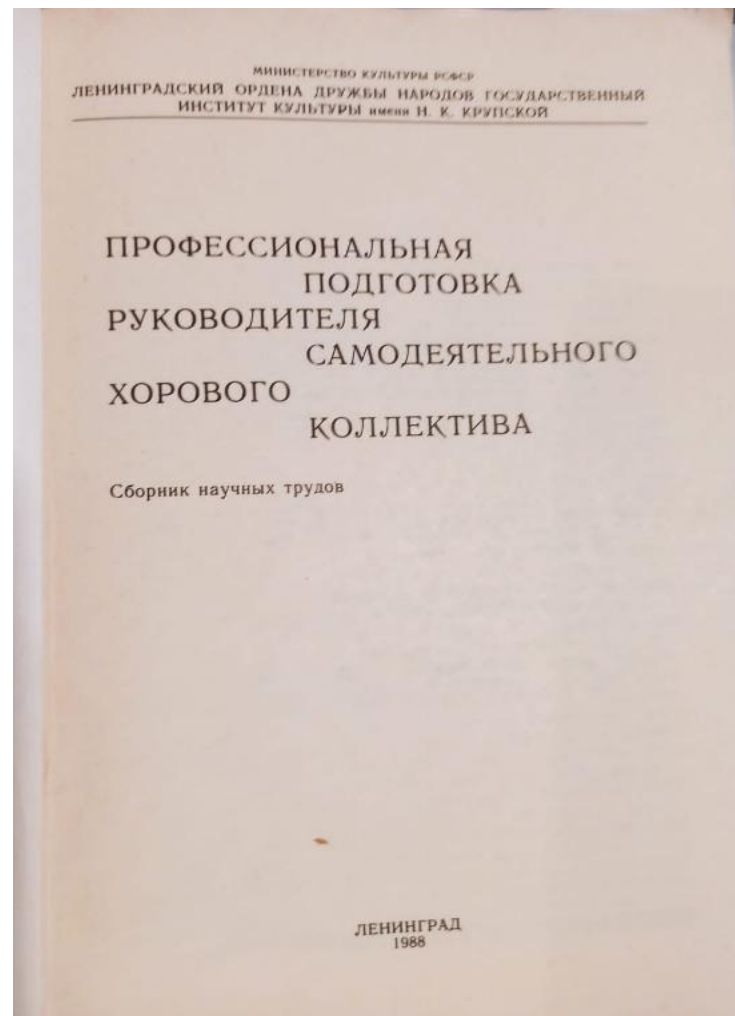 МИНИСТЕРСТВО КУЛЬТУРЫ РСФСР
ЛЕНИНГРАДСКИЙ ОРДЕНА ДРУЖБЫ НАРОДОВ ГОСУДАРСТВЕННЫЙ
ИНСТИТУТ КУЛЬТУРЫ имени Н. К. КРУПСКОЙ
ПРОФЕССИОНАЛЬНАЯ
ПОДГОТОВКА
РУКОВОДИТЕЛЯ
САМОДЕЯТЕЛЬНОГО
ХОРОВОГО
КОЛЛЕКТИВА
Сборник научных трудов
ЛЕНИНГРАД
1988